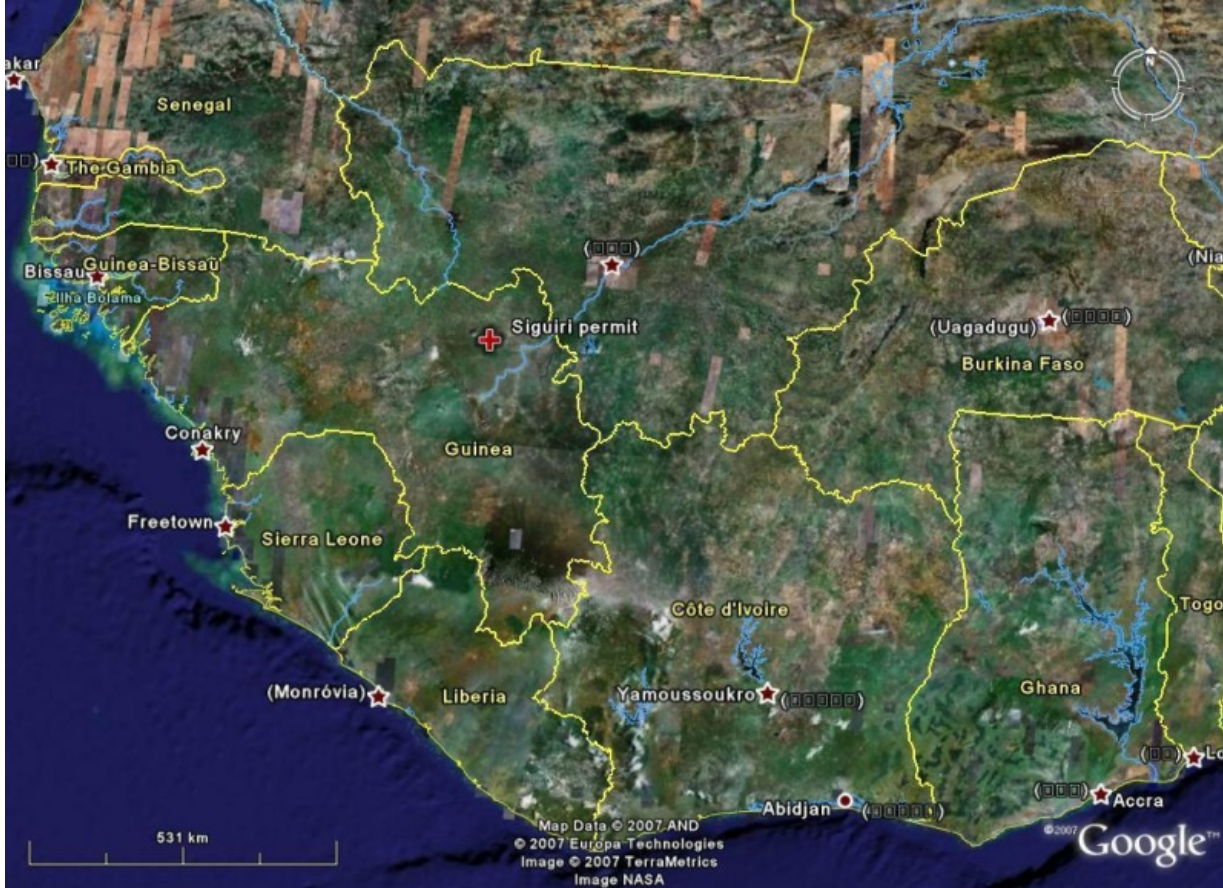 akar
Senegal
N
The Gambia
(Nia
Bissau
Guinea-Bissau
Ilha Bolama
Siguiri permit
(Uagadugu)
Burkina Faso
Conakry
Guinea
Freetown
Sierra Leone
Côte d'Ivoire
Togo
(Monróvia)
Liberia
Yamoussoukro
Ghana
Lo
Abidjan
Accra
531 km
Map Data © 2007 AND
© 2007 Europa Technologies
Image © 2007 TerraMetrics
Image NASA
©2007 Google™